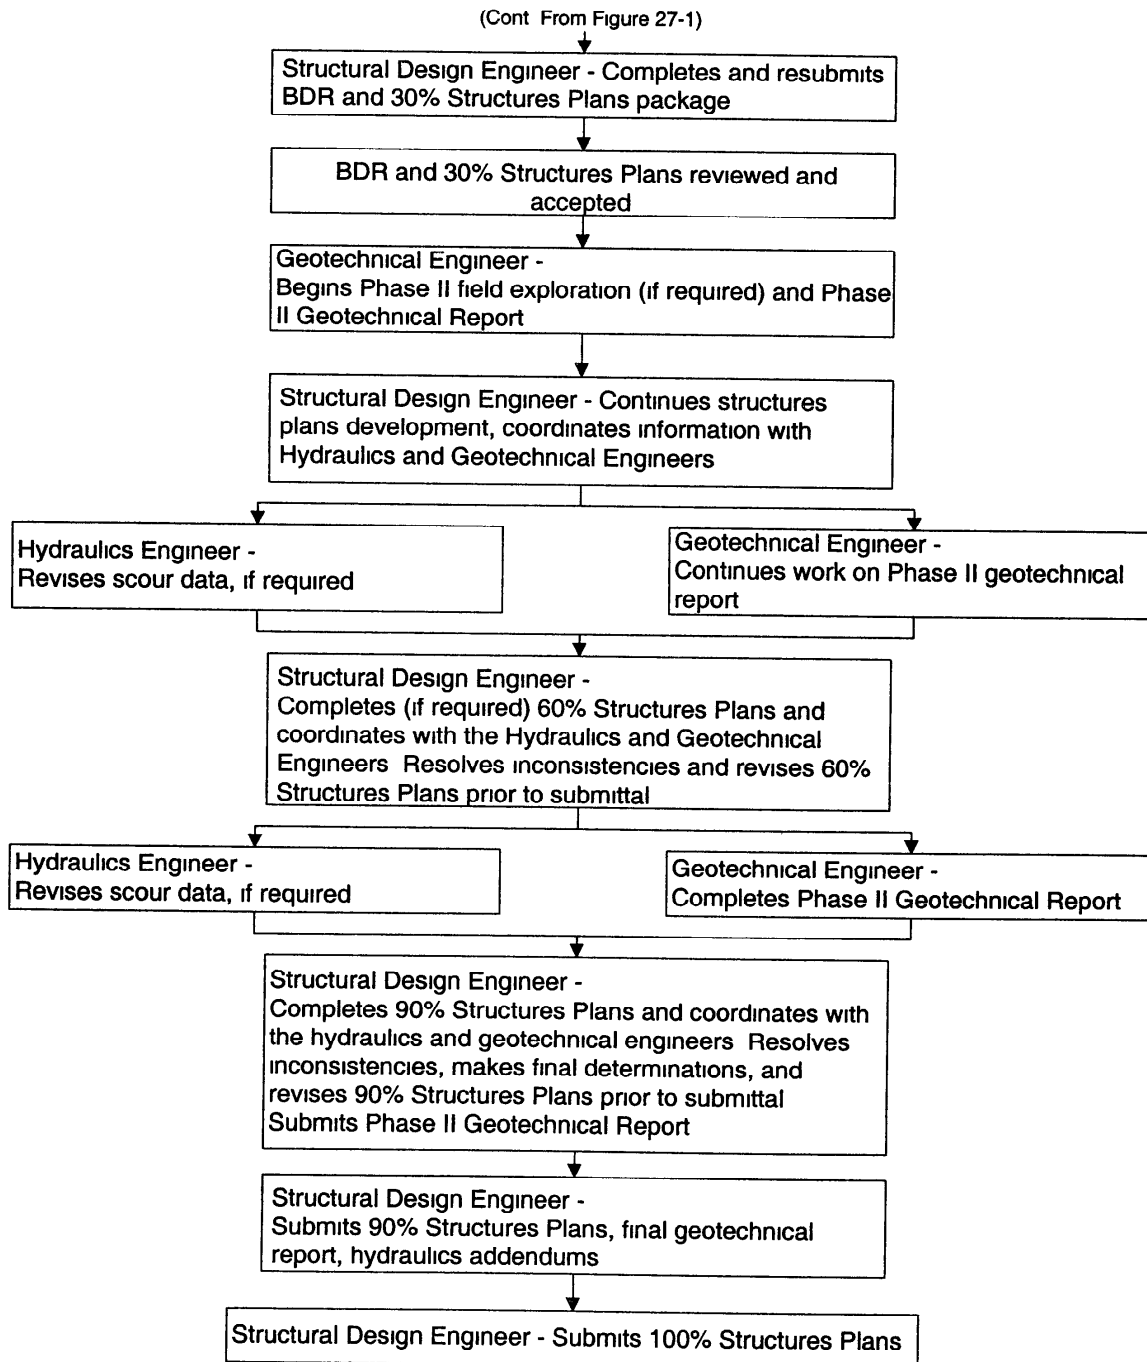 (Cont From Figure 27-1)
Structural Design Engineer - Completes and resubmits
BDR and 30% Structures Plans package
BDR and 30% Structures Plans reviewed and
accepted
Geotechnical Engineer -
Begins Phase II field exploration (if required) and Phase
II Geotechnical Report
Structural Design Engineer - Continues structures
plans development, coordinates information with
Hydraulics and Geotechnical Engineers
Hydraulics Engineer -
Revises scour data, if required
Geotechnical Engineer -
Continues work on Phase II geotechnical
report
Structural Design Engineer -
Completes (if required) 60% Structures Plans and
coordinates with the Hydraulics and Geotechnical
Engineers Resolves inconsistencies and revises 60%
Structures Plans prior to submittal
Hydraulics Engineer -
Revises scour data, if required
Geotechnical Engineer -
Completes Phase II Geotechnical Report
Structural Design Engineer -
Completes 90% Structures Plans and coordinates with
the hydraulics and geotechnical engineers Resolves
inconsistencies, makes final determinations, and
revises 90% Structures Plans prior to submittal
Submits Phase II Geotechnical Report
Structural Design Engineer -
Submits 90% Structures Plans, final geotechnical
report, hydraulics addendums
Structural Design Engineer - Submits 100% Structures Plans